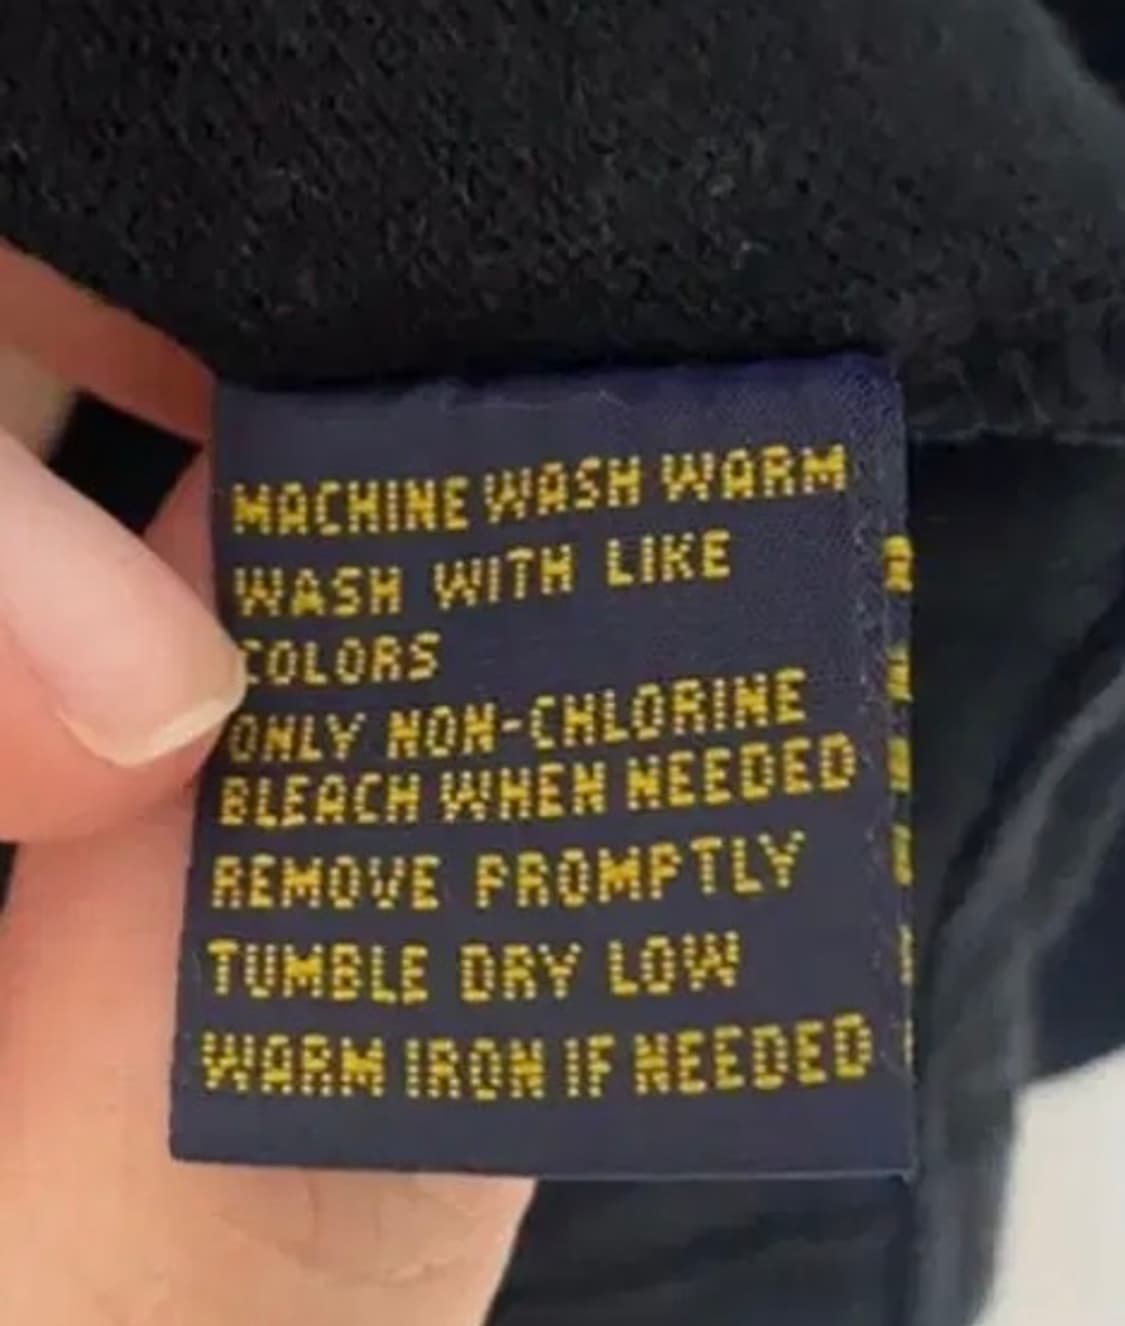 MACHINE WASH WARM
WASH WITH LIKE
COLORS
ONLY NON-CHLORINE
BLEACH WHEN NEEDED
REMOVE PROMPTLY
TUMBLE DRY LOW
WARM IRON IF NEEDED